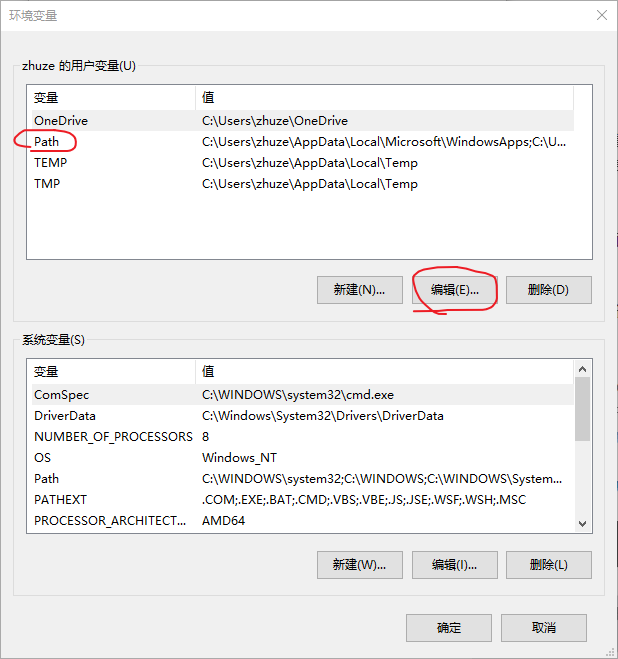 环境变量
zhuze 的用户变量(U)
变量 值
OneDrive C:\Users\zhuze\OneDrive
Path C:\Users\zhuze\AppData\Local\Microsoft\WindowsApps;C:\U...
TEMP C:\Users\zhuze\AppData\Local\Temp
TMP C:\Users\zhuze\AppData\Local\Temp
新建(N)... 编辑(E)... 删除(D)
系统变量(S)
变量 值
ComSpec C:\WINDOWS\system32\cmd.exe
DriverData C:\Windows\System32\Drivers\DriverData
NUMBER_OF_PROCESSORS 8
OS Windows_NT
Path C:\WINDOWS\system32;C:\WINDOWS;C:\WINDOWS\System...
PATHEXT .COM;.EXE;.BAT;.CMD;.VBS;.VBE;.JS;.JSE;.WSF;.WSH;.MSC
PROCESSOR_ARCHITECT... AMD64
新建(W)... 编辑(I)... 删除(L)
确定 取消